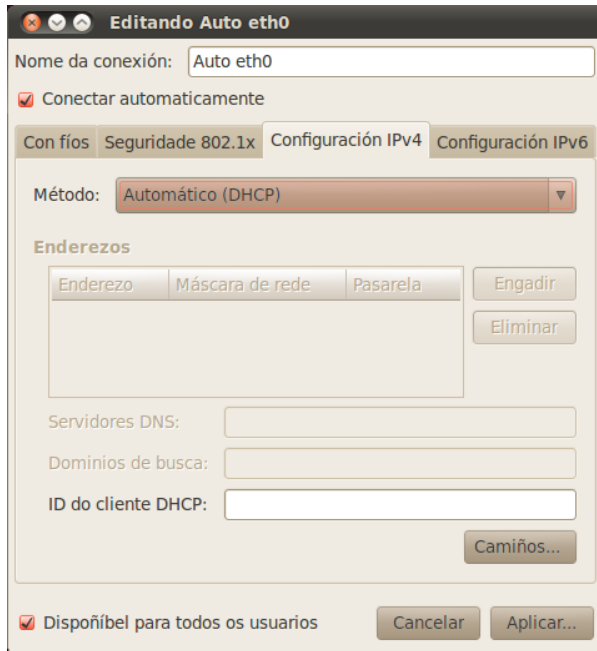 Editando Auto eth0
Nome da conexión: Auto eth0
Conectar automaticamente
Con fíos Seguridade 802.1x Configuración IPv4 Configuración IPv6
Método: Automático (DHCP)
Enderezos
Enderezo Máscara de rede Pasarela Engadir
Eliminar
Servidores DNS:
Dominios de busca:
ID do cliente DHCP:
Camiños...
Dispoñíbel para todos os usuarios Cancelar Aplicar...